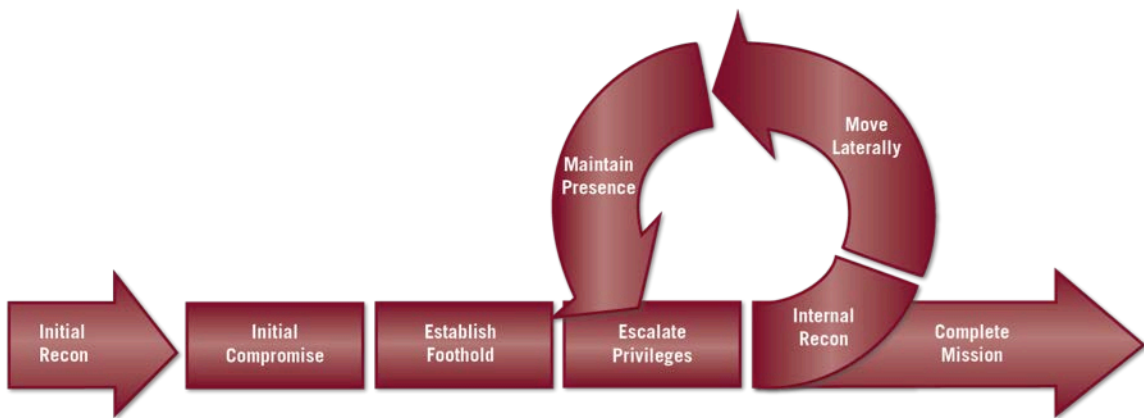 Initial
Recon
Initial
Compromise
Establish
Foothold
Escalate
Privileges
Internal
Recon
Move
Laterally
Maintain
Presence
Complete
Mission